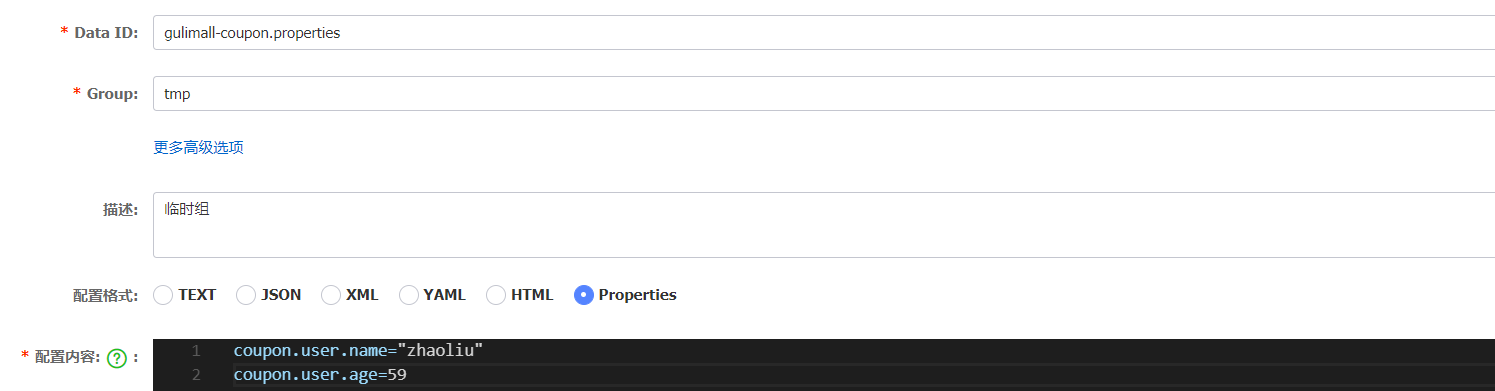 * Data ID: gulimall-coupon.properties
* Group: tmp
更多高级选项
描述: 临时组
配置格式: TEXT JSON XML YAML HTML Properties
* 配置内容: ? : 1 coupon.user.name="zhaoliu"
2 coupon.user.age=59